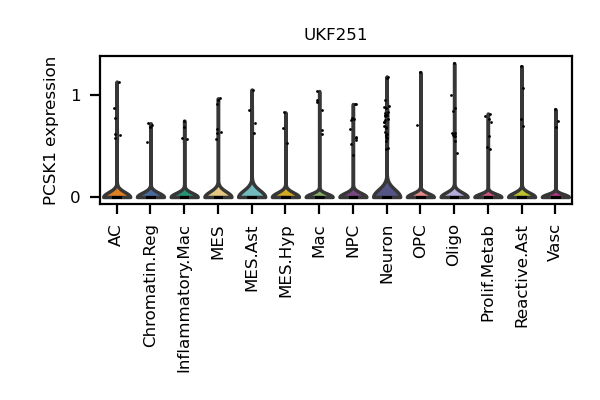 UKF251
PCSK1 expression
1
0
AC
Chromatin.Reg
Inflammatory.Mac
MES
MES.Ast
MES.Hyp
Mac
NPC
Neuron
OPC
Oligo
Prolif.Metab
Reactive.Ast
Vasc